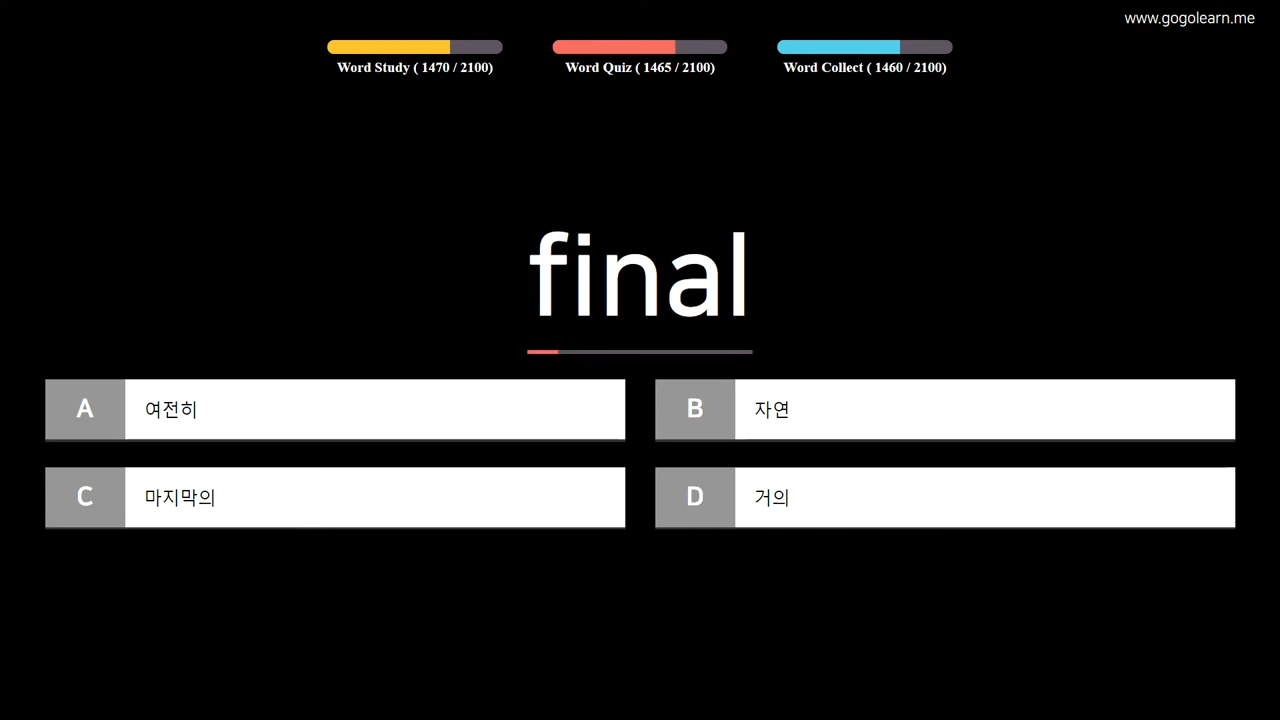 www.gogolearn.me
Word Study ( 1470 / 2100)
Word Quiz ( 1465 / 2100)
Word Collect ( 1460 / 2100)
final
A 여전히
B 자연
C 마지막의
D 거의